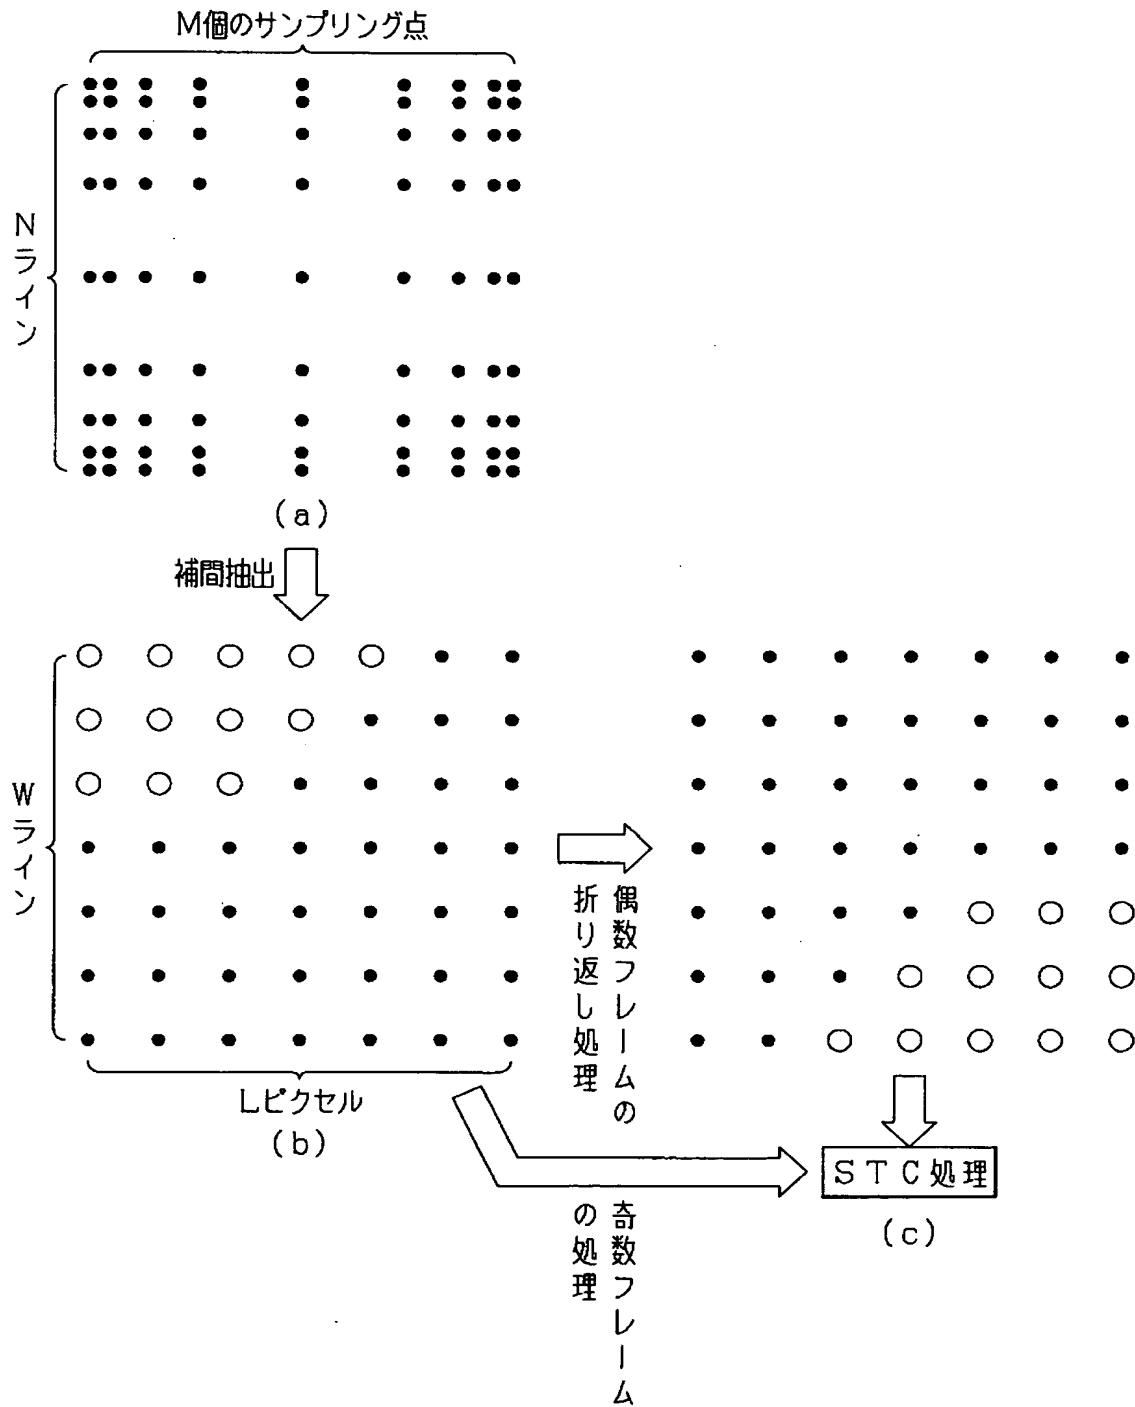 M個のサンプリング点
Nライン
(a)
補間抽出
Wライン
偶数フレームの
折り返し処理
Lピクセル
(b)
STC処理
(c)
奇数フレーム
の処理